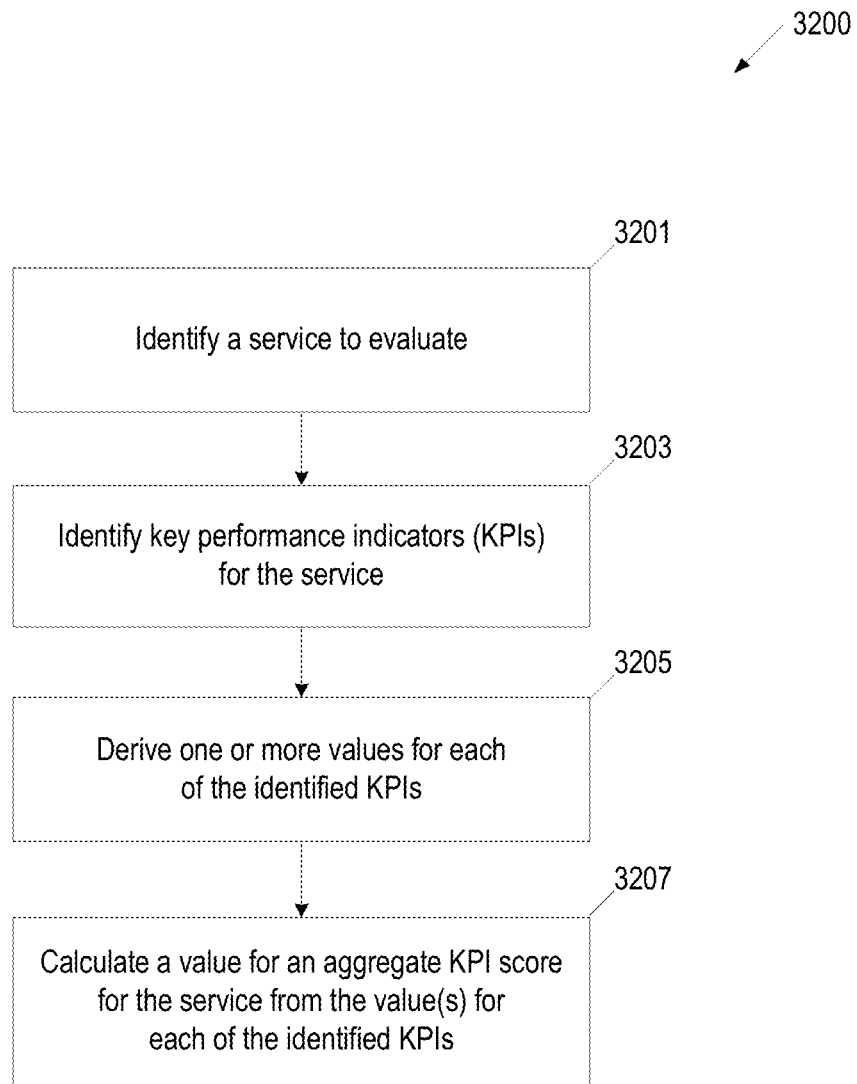 3200
3201
Identify a service to evaluate
3203
Identify key performance indicators (KPIs)
for the service
3205
Derive one or more values for each
of the identified KPIs
3207
Calculate a value for an aggregate KPI score
for the service from the value(s) for
each of the identified KPIs